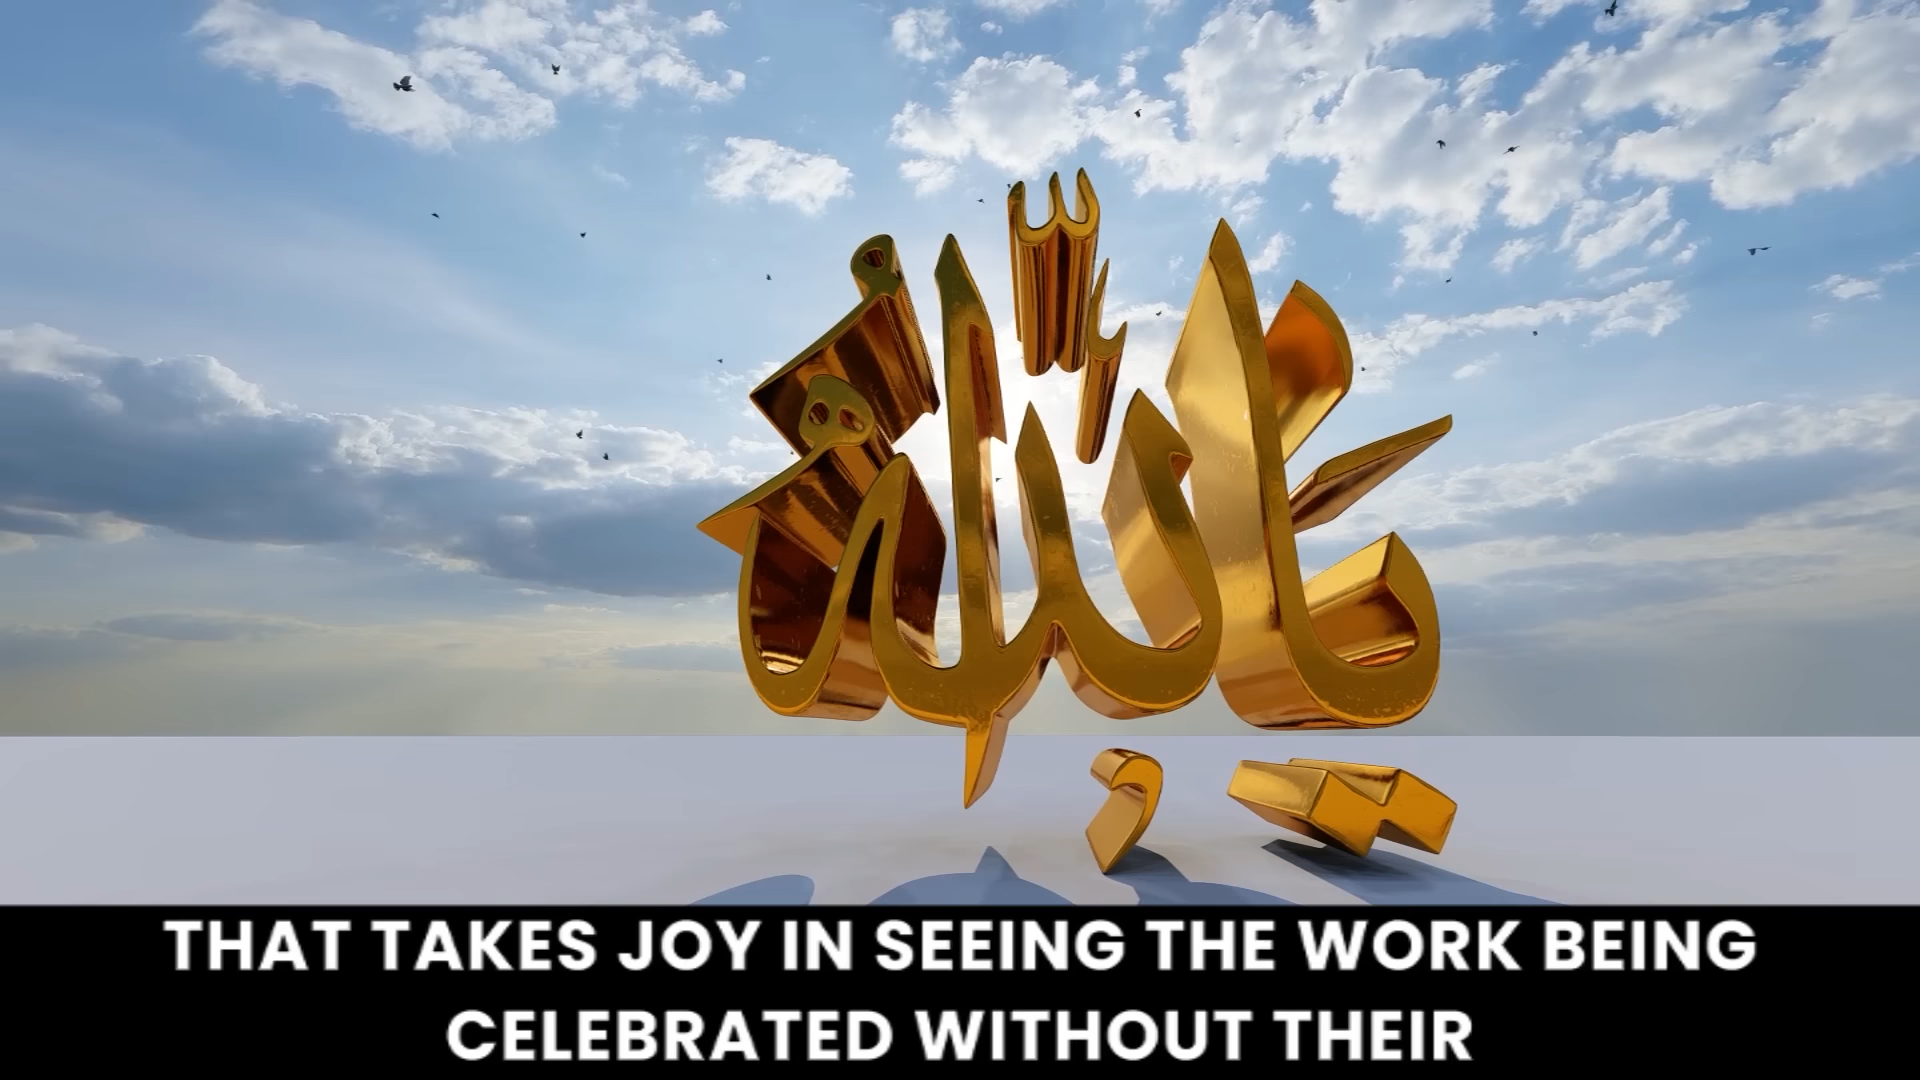 يا الله
THAT TAKES JOY IN SEEING THE WORK BEING
CELEBRATED WITHOUT THEIR